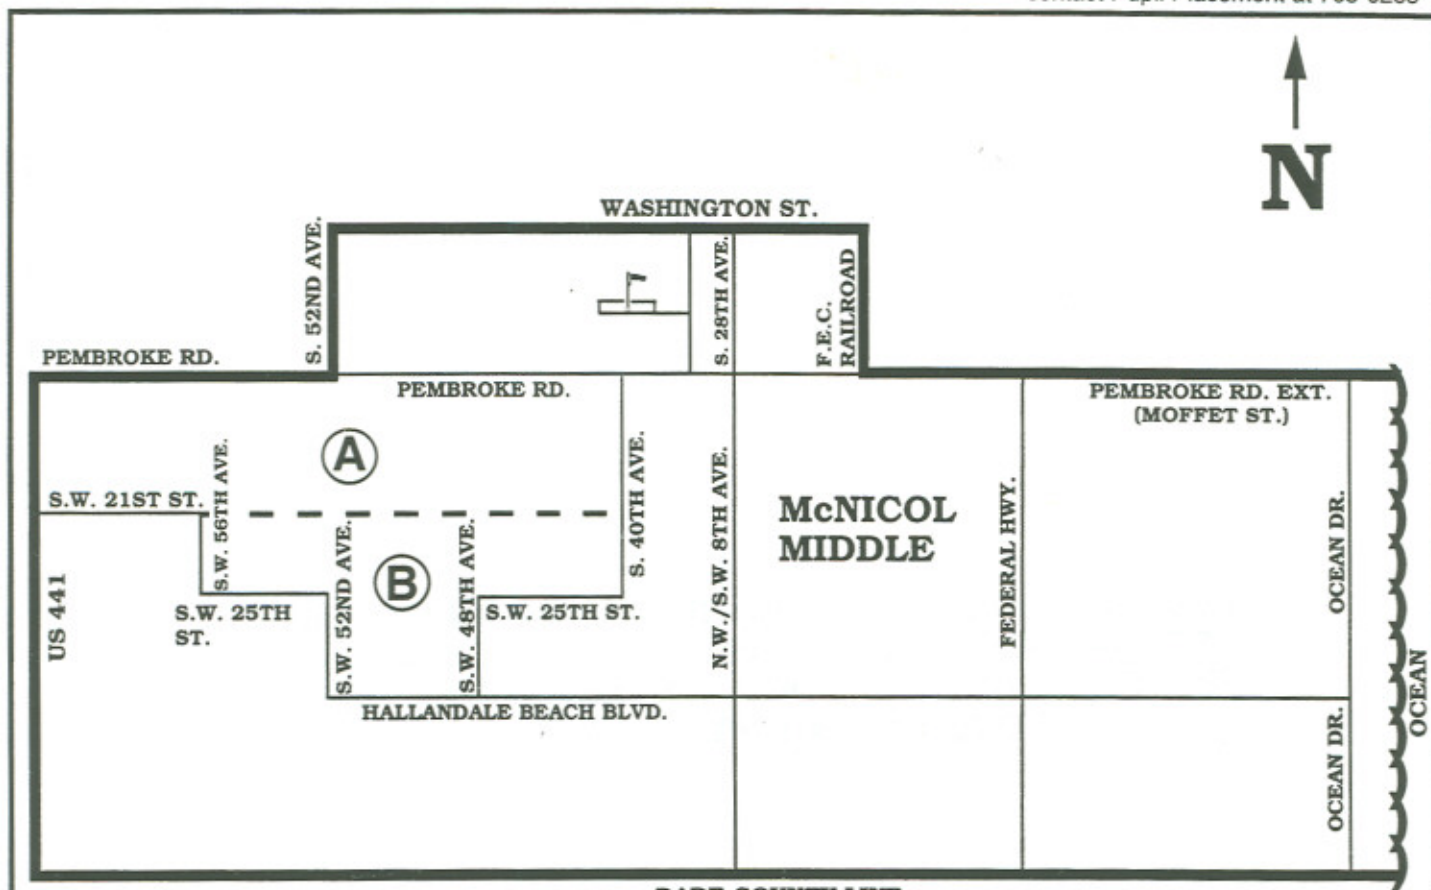 N
WASHINGTON ST.
S. 52ND AVE.
S. 28TH AVE.
F.E.C.
RAILROAD
PEMBROKE RD.
PEMBROKE RD.
PEMBROKE RD. EXT.
(MOFFET ST.)
A
S.W. 21ST ST.
S.W. 56TH AVE.
S. 40TH AVE.
N.W./S.W. 8TH AVE.
McNICOL
MIDDLE
FEDERAL HWY.
OCEAN DR.
US 441
S.W. 25TH
ST.
S.W. 52ND AVE.
B
S.W. 48TH AVE.
S.W. 25TH ST.
HALLANDALE BEACH BLVD.
OCEAN DR.
OCEAN